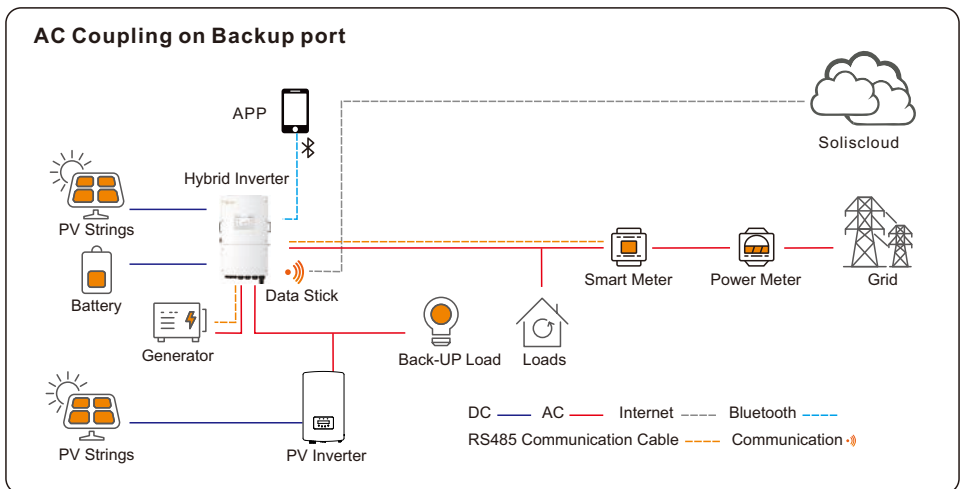 AC Coupling on Backup port
APP
Soliscloud
Hybrid Inverter
PV Strings
Smart Meter
Power Meter
Grid
Data Stick
Battery
Generator
Back-UP Load
Loads
DC AC Internet Bluetooth
RS485 Communication Cable Communication
PV Strings
PV Inverter